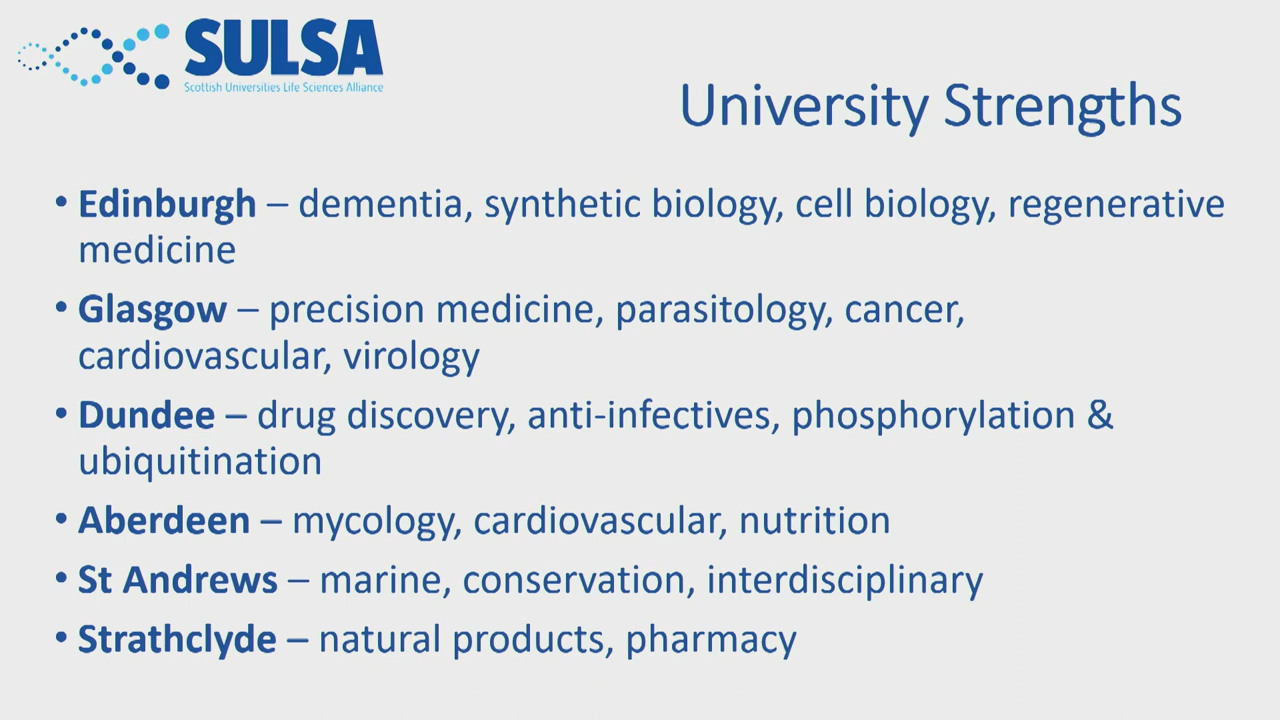 SULSA
Scottish Universities Life Sciences Alliance
University Strengths
• Edinburgh – dementia, synthetic biology, cell biology, regenerative
medicine
• Glasgow – precision medicine, parasitology, cancer,
cardiovascular, virology
• Dundee – drug discovery, anti-infectives, phosphorylation &
ubiquitination
• Aberdeen – mycology, cardiovascular, nutrition
• St Andrews – marine, conservation, interdisciplinary
• Strathclyde – natural products, pharmacy